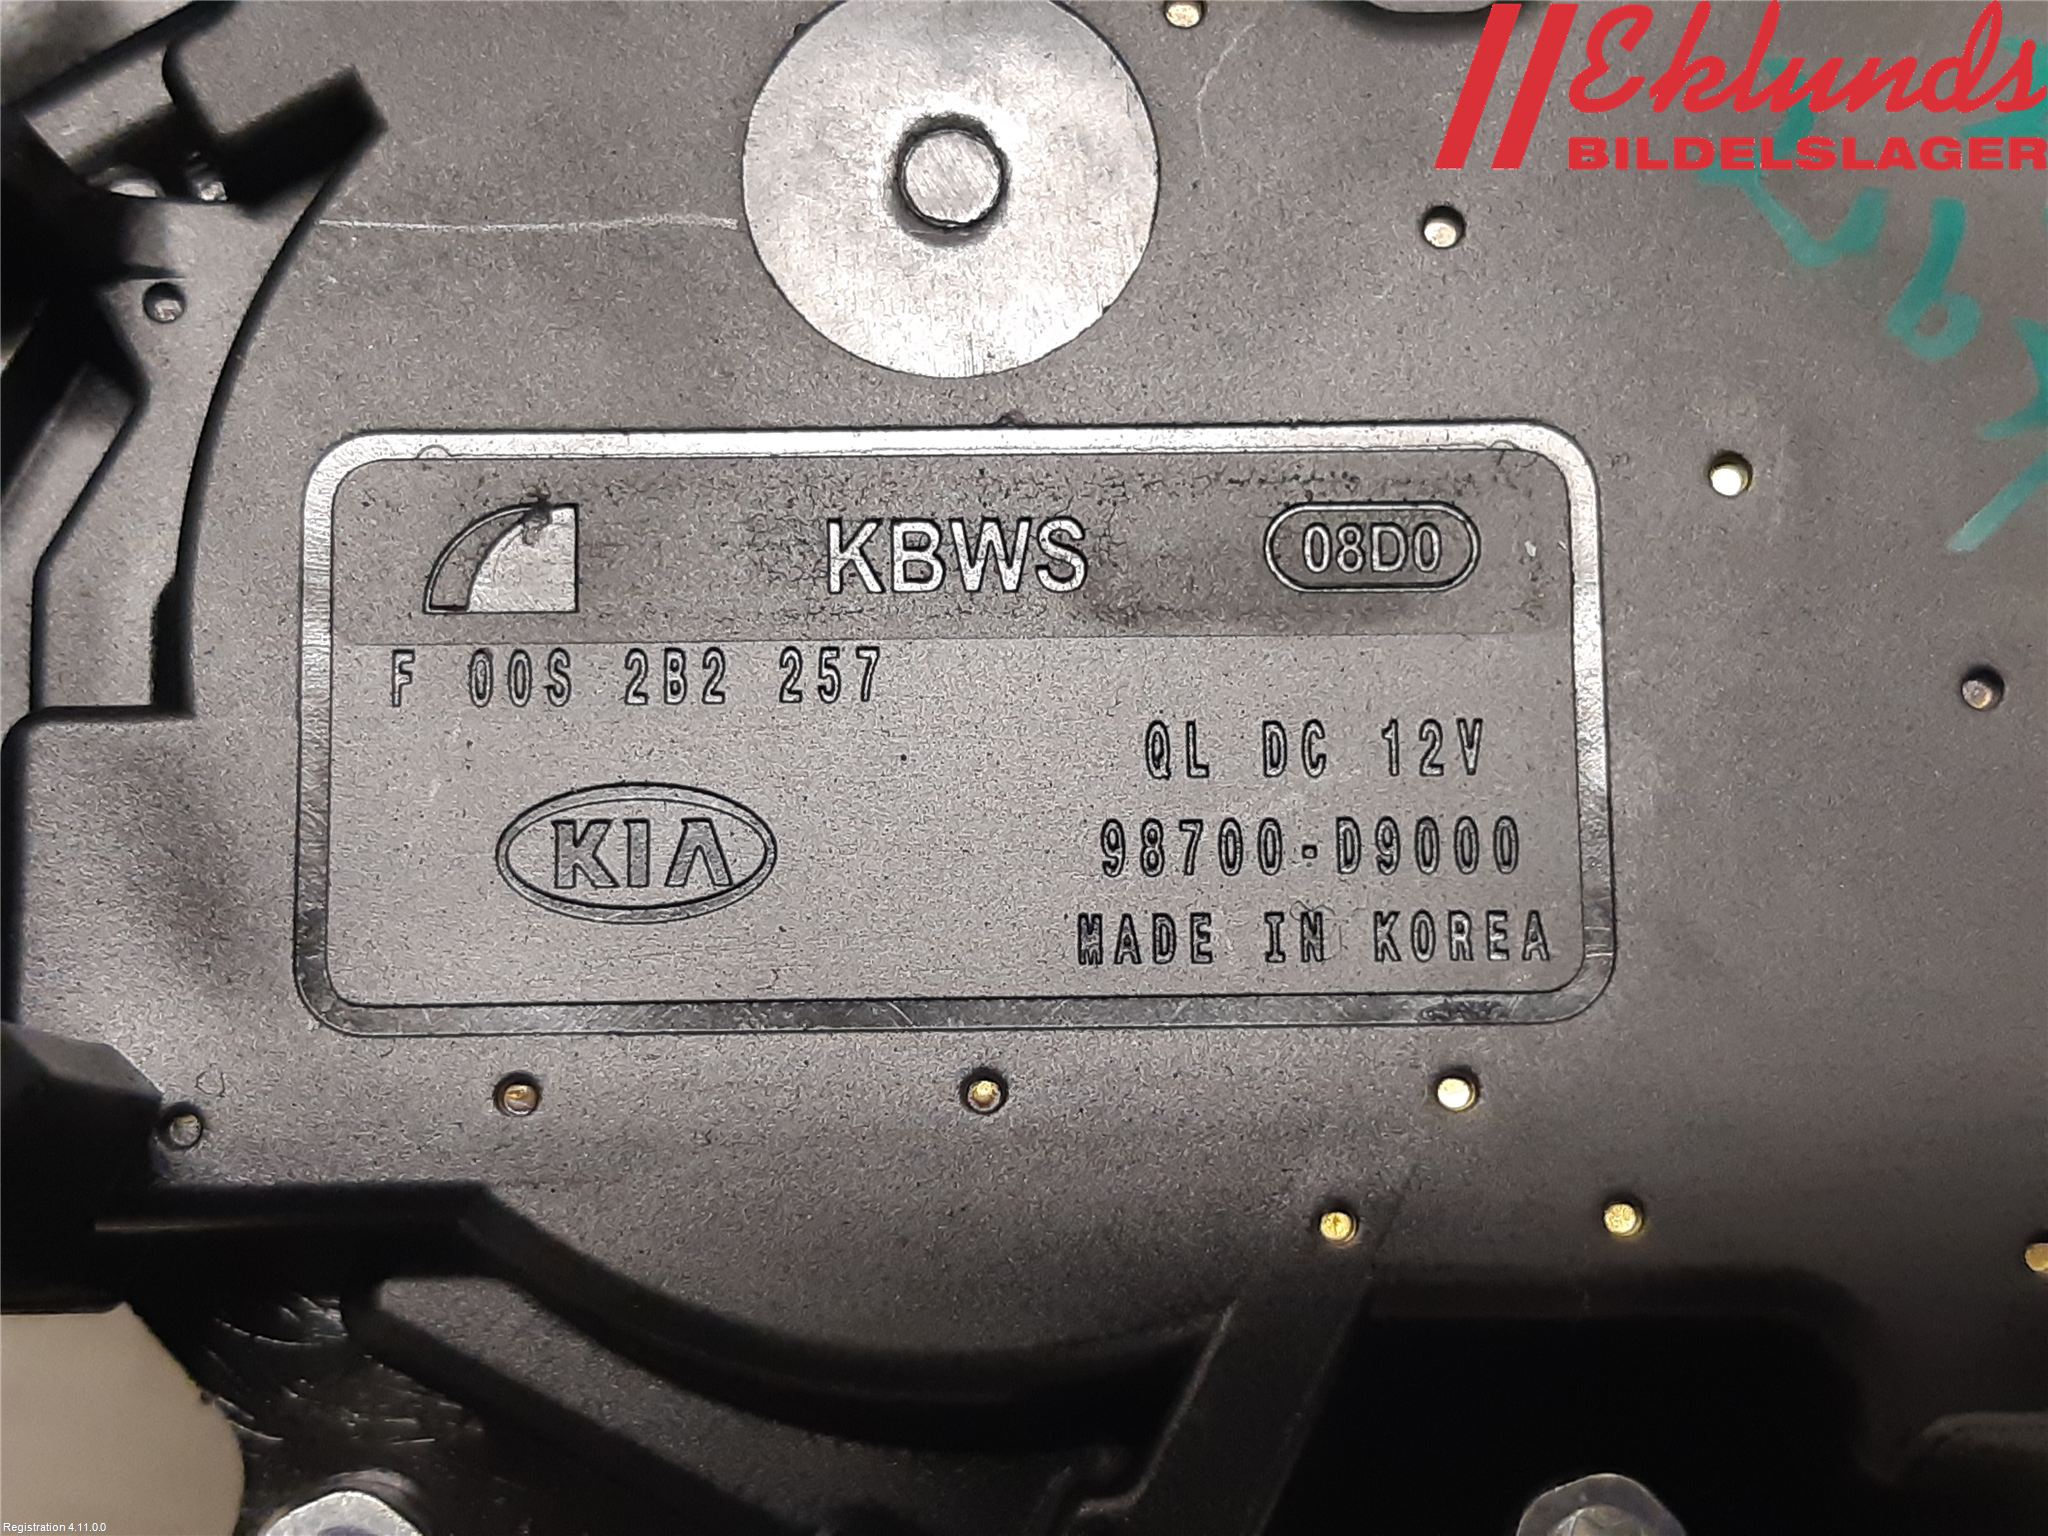 Eklunds
BILDELSLAGER
KBWS
08D0
F 00S 2B2 257
QL DC 12V
KIA
98700-D9000
MADE IN KOREA
Registration 4.11.0.0